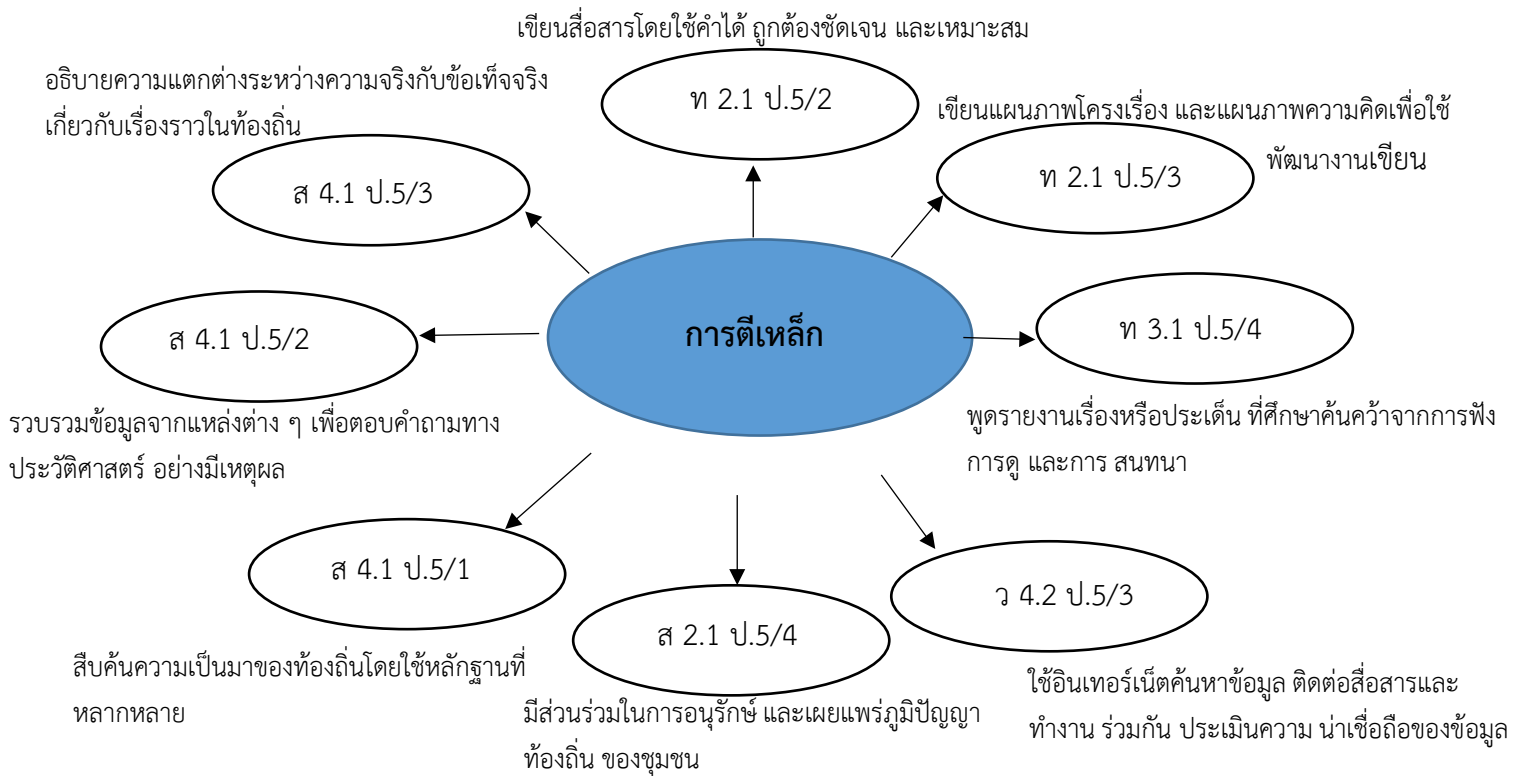 เขียนสื่อสารโดยใช้คำได้ ถูกต้องชัดเจน และเหมาะสม
ท 2.1 ป.5/2
อธิบายความแตกต่างระหว่างความจริงกับข้อเท็จจริง
เกี่ยวกับเรื่องราวในท้องถิ่น
ส 4.1 ป.5/3
เขียนแผนภาพโครงเรื่อง และแผนภาพความคิดเพื่อใช้
พัฒนางานเขียน
ท 2.1 ป.5/3
การตีเหล็ก
ส 4.1 ป.5/2
รวบรวมข้อมูลจากแหล่งต่าง ๆ เพื่อตอบคำถามทาง
ประวัติศาสตร์ อย่างมีเหตุผล
ท 3.1 ป.5/4
พูดรายงานเรื่องหรือประเด็น ที่ศึกษาค้นคว้าจากการฟัง
การดู และการ สนทนา
ส 4.1 ป.5/1
สืบค้นความเป็นมาของท้องถิ่นโดยใช้หลักฐานที่
หลากหลาย
ส 2.1 ป.5/4
มีส่วนร่วมในการอนุรักษ์ และเผยแพร่ภูมิปัญญา
ท้องถิ่น ของชุมชน
ว 4.2 ป.5/3
ใช้อินเทอร์เน็ตค้นหาข้อมูล ติดต่อสื่อสารและ
ทำงาน ร่วมกัน ประเมินความ น่าเชื่อถือของข้อมูล